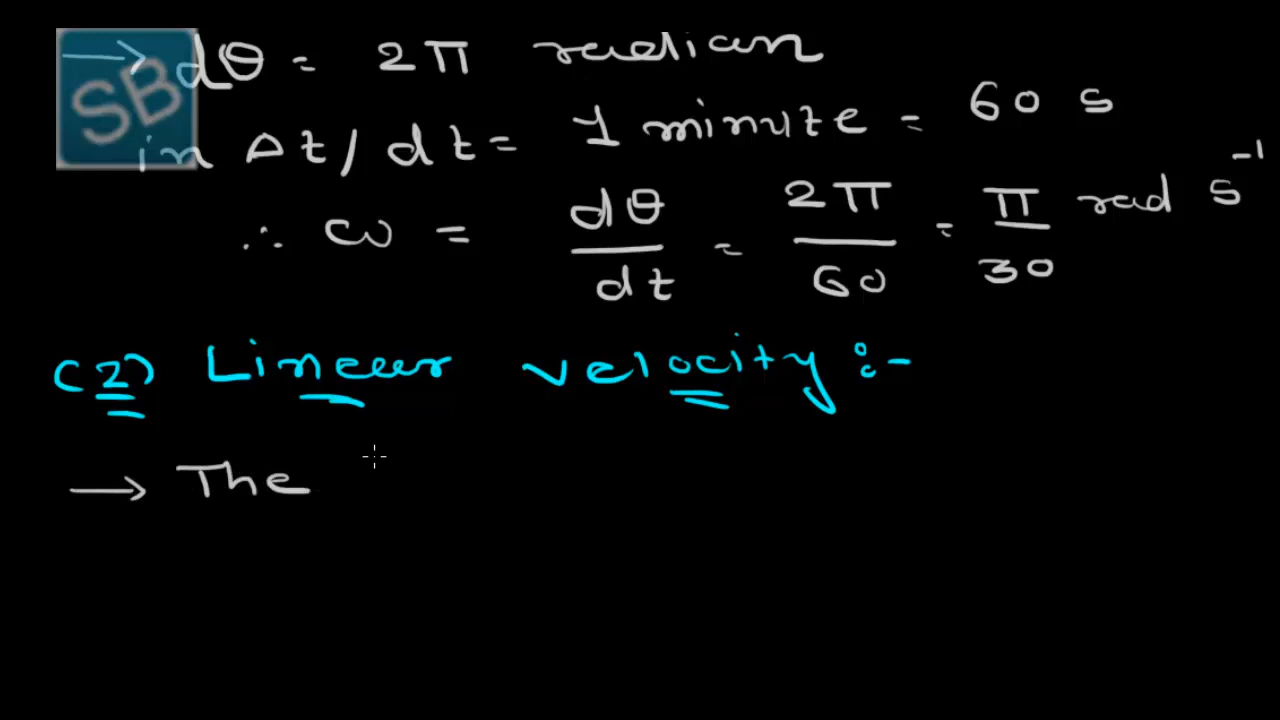 SB
→ dθ = 2π radian
in Δt/dt = 1 minute = 60 s
∴ ω = dθ/dt = 2π/60 = π/30 rad s⁻¹
(2) Linear velocity :-
→ The